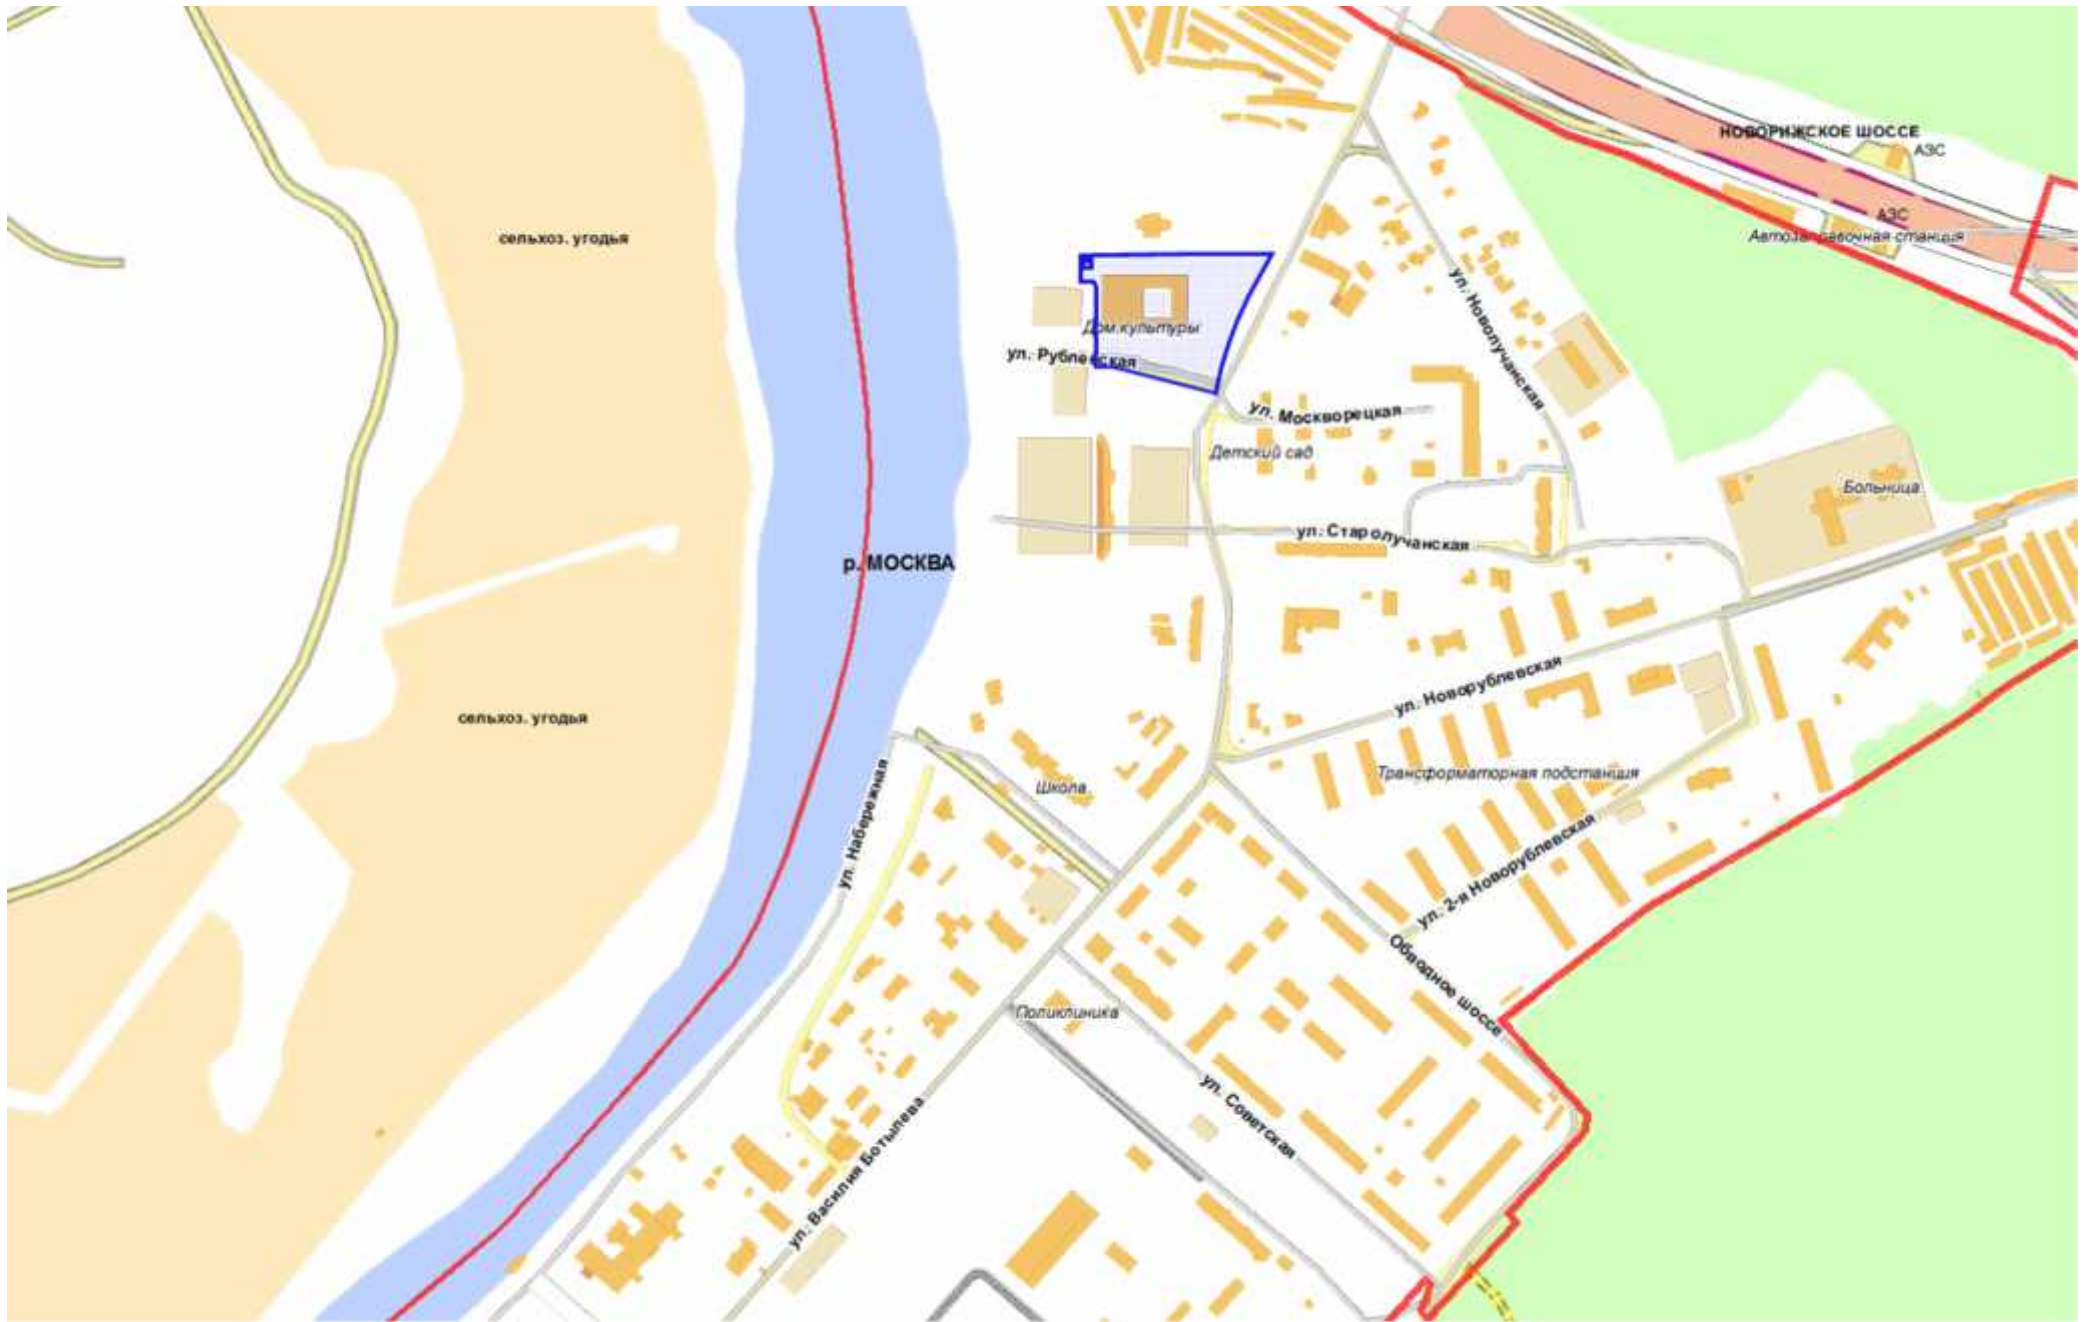 НОВОРИЖСКОЕ ШОССЕ
АЗС
АЗС
Автозаправочная станция
сельхоз. угодья
ул. Новолучанская
Дом культуры
ул. Рублевская
ул. Москворецкая
Детский сад
Больница
ул. Саролучанская
р. МОСКВА
ул. Новорублевская
сельхоз. угодья
Трансформаторная подстанция
Школа
ул. Набережная
ул. 2-я Новорублевская
Обводное шоссе
Поликлиника
ул. Советская
ул. Василия Ботылева